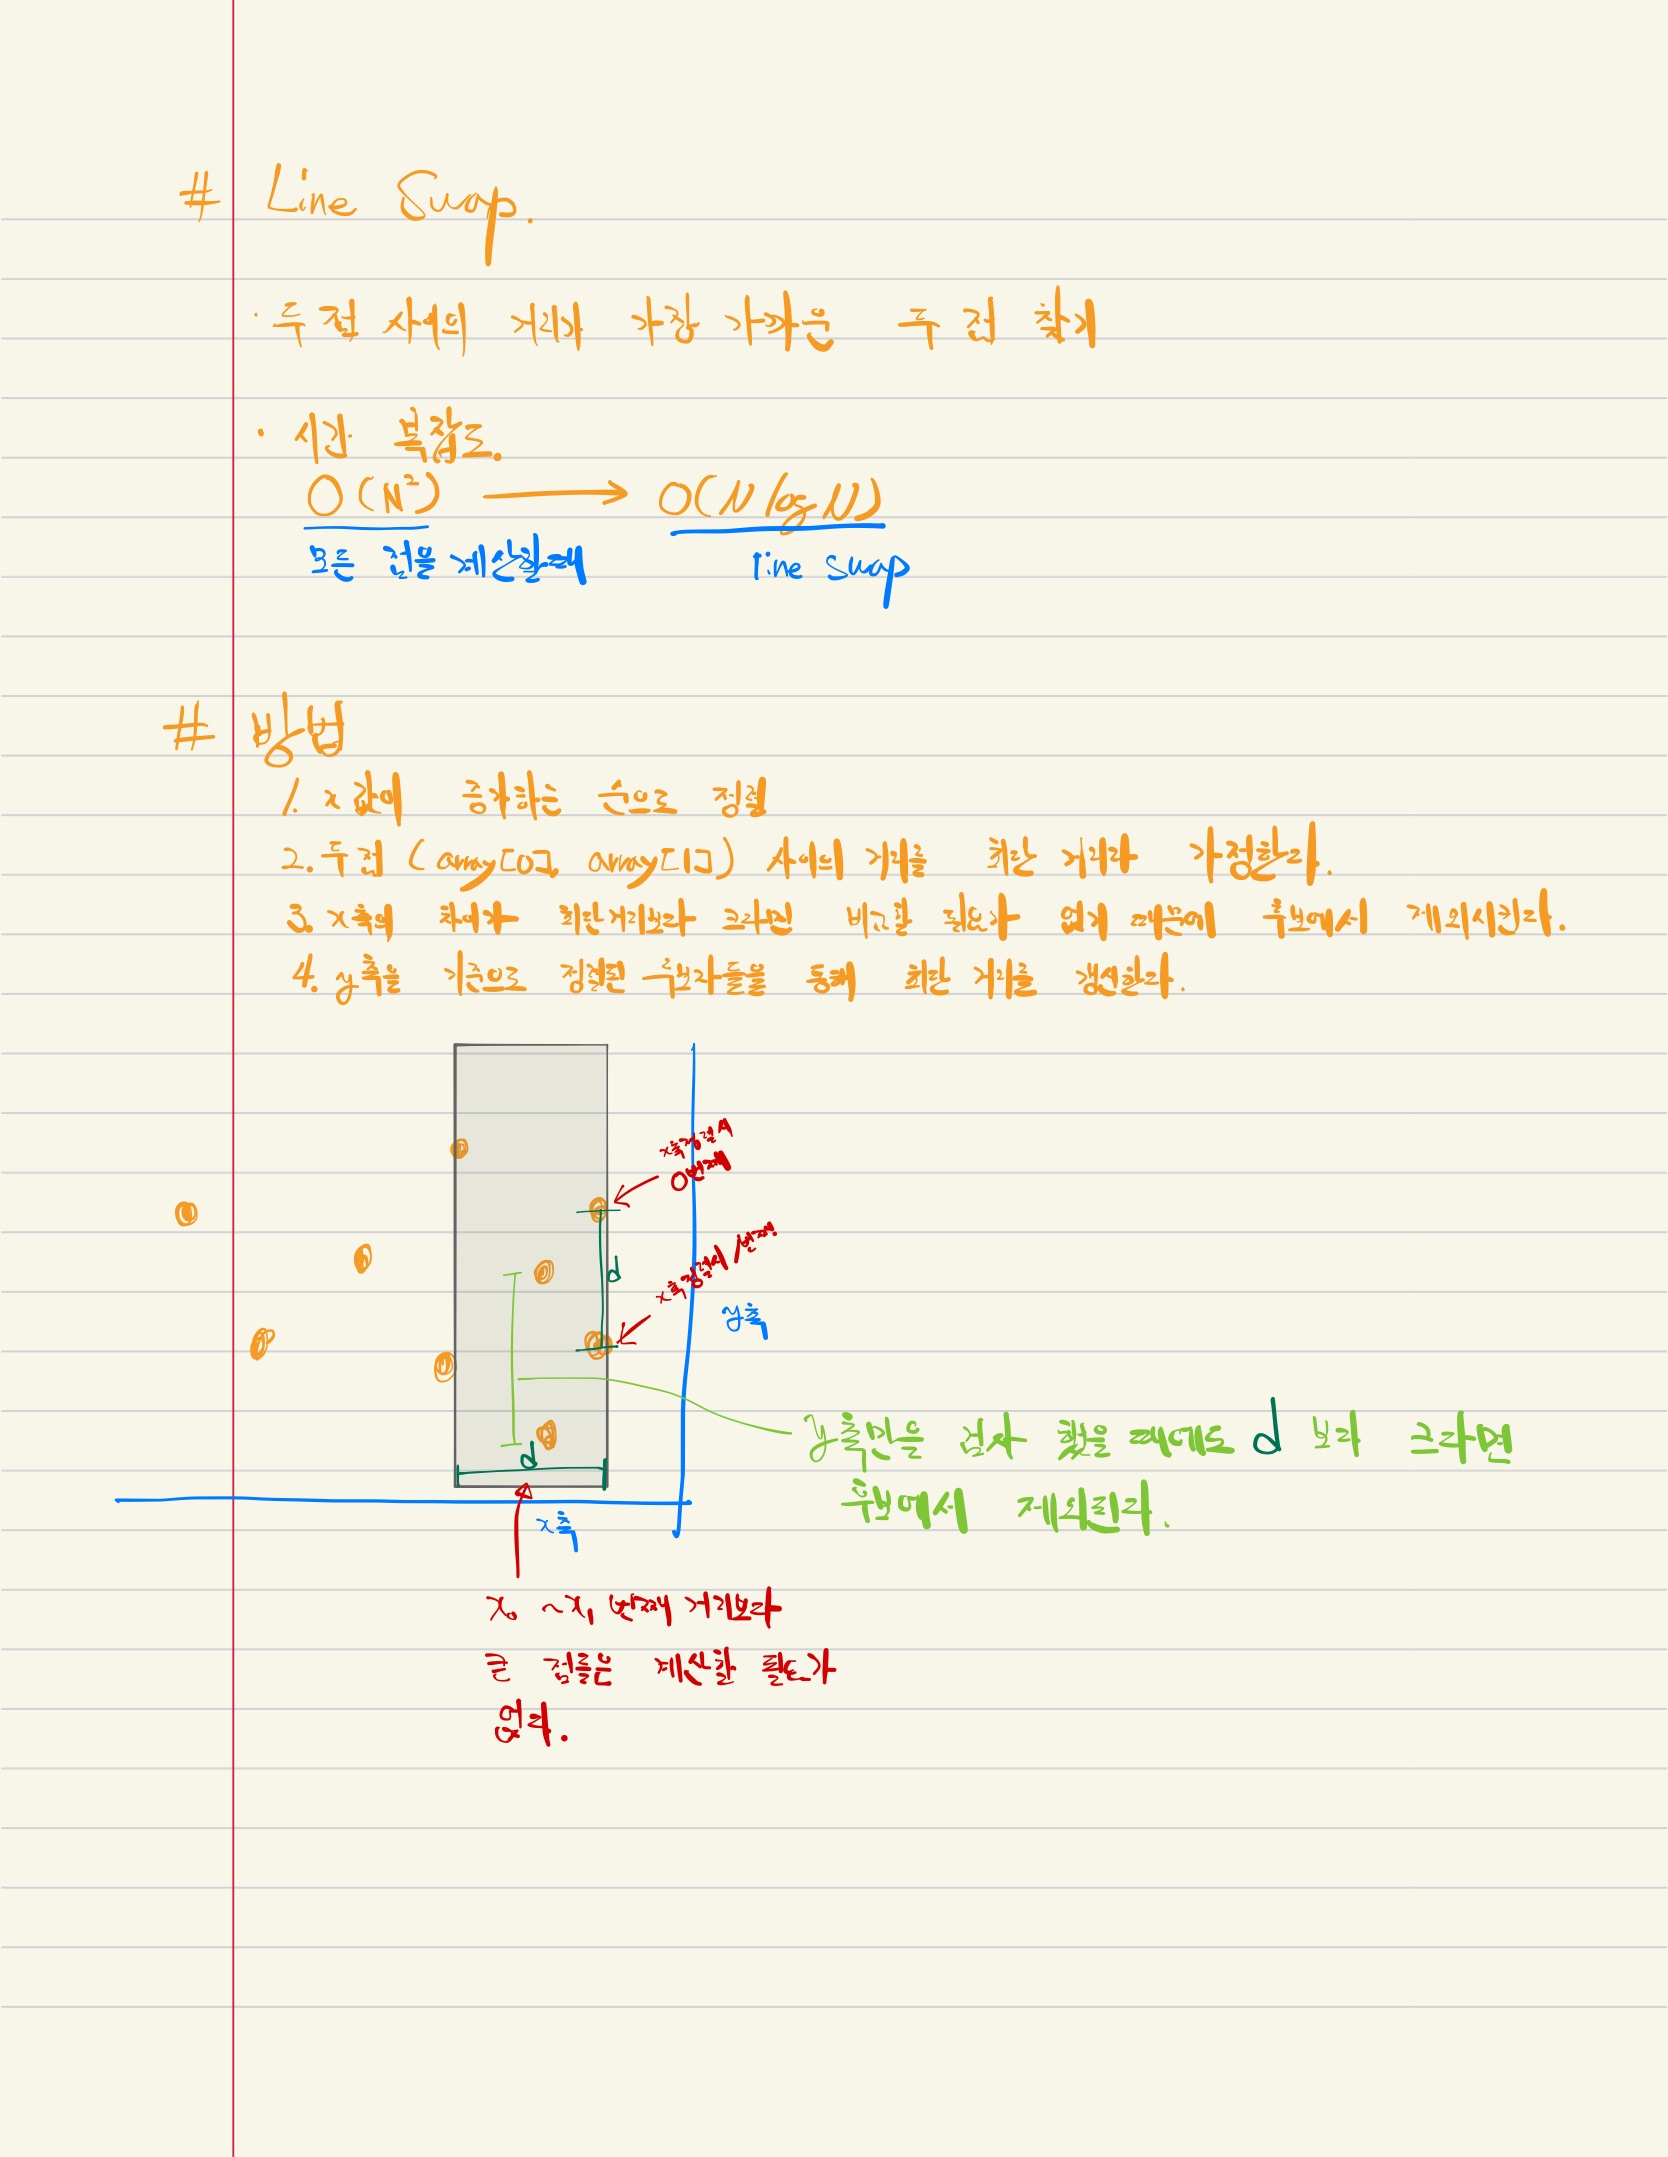 # Line Swap.
· 두 점 사이의 거리가 가장 가까운 두 점 찾기
· 시간 복잡도.
O(N²) → O(N log N)
모든 점을 계산할때 line swap
# 방법
1. x 값이 증가하는 순으로 정렬
2. 두 점 (array[0], array[1]) 사이의 거리를 최단 거리라 가정한다.
3. x축의 차이가 최단거리보다 크다면 비교할 필요가 없기 때문에 후보에서 제외시킨다.
4. y축을 기준으로 정렬된 후보자들을 통해 최단 거리를 갱신한다.
x축정렬시
0번째
d
x축정렬시 1번째
y축
y축만을 검사 했을 때에도 d 보다 크다면
후보에서 제외된다.
d
x축
x₀ ~x₁ 번째 거리보다
큰 점들은 계산할 필요가
없다.